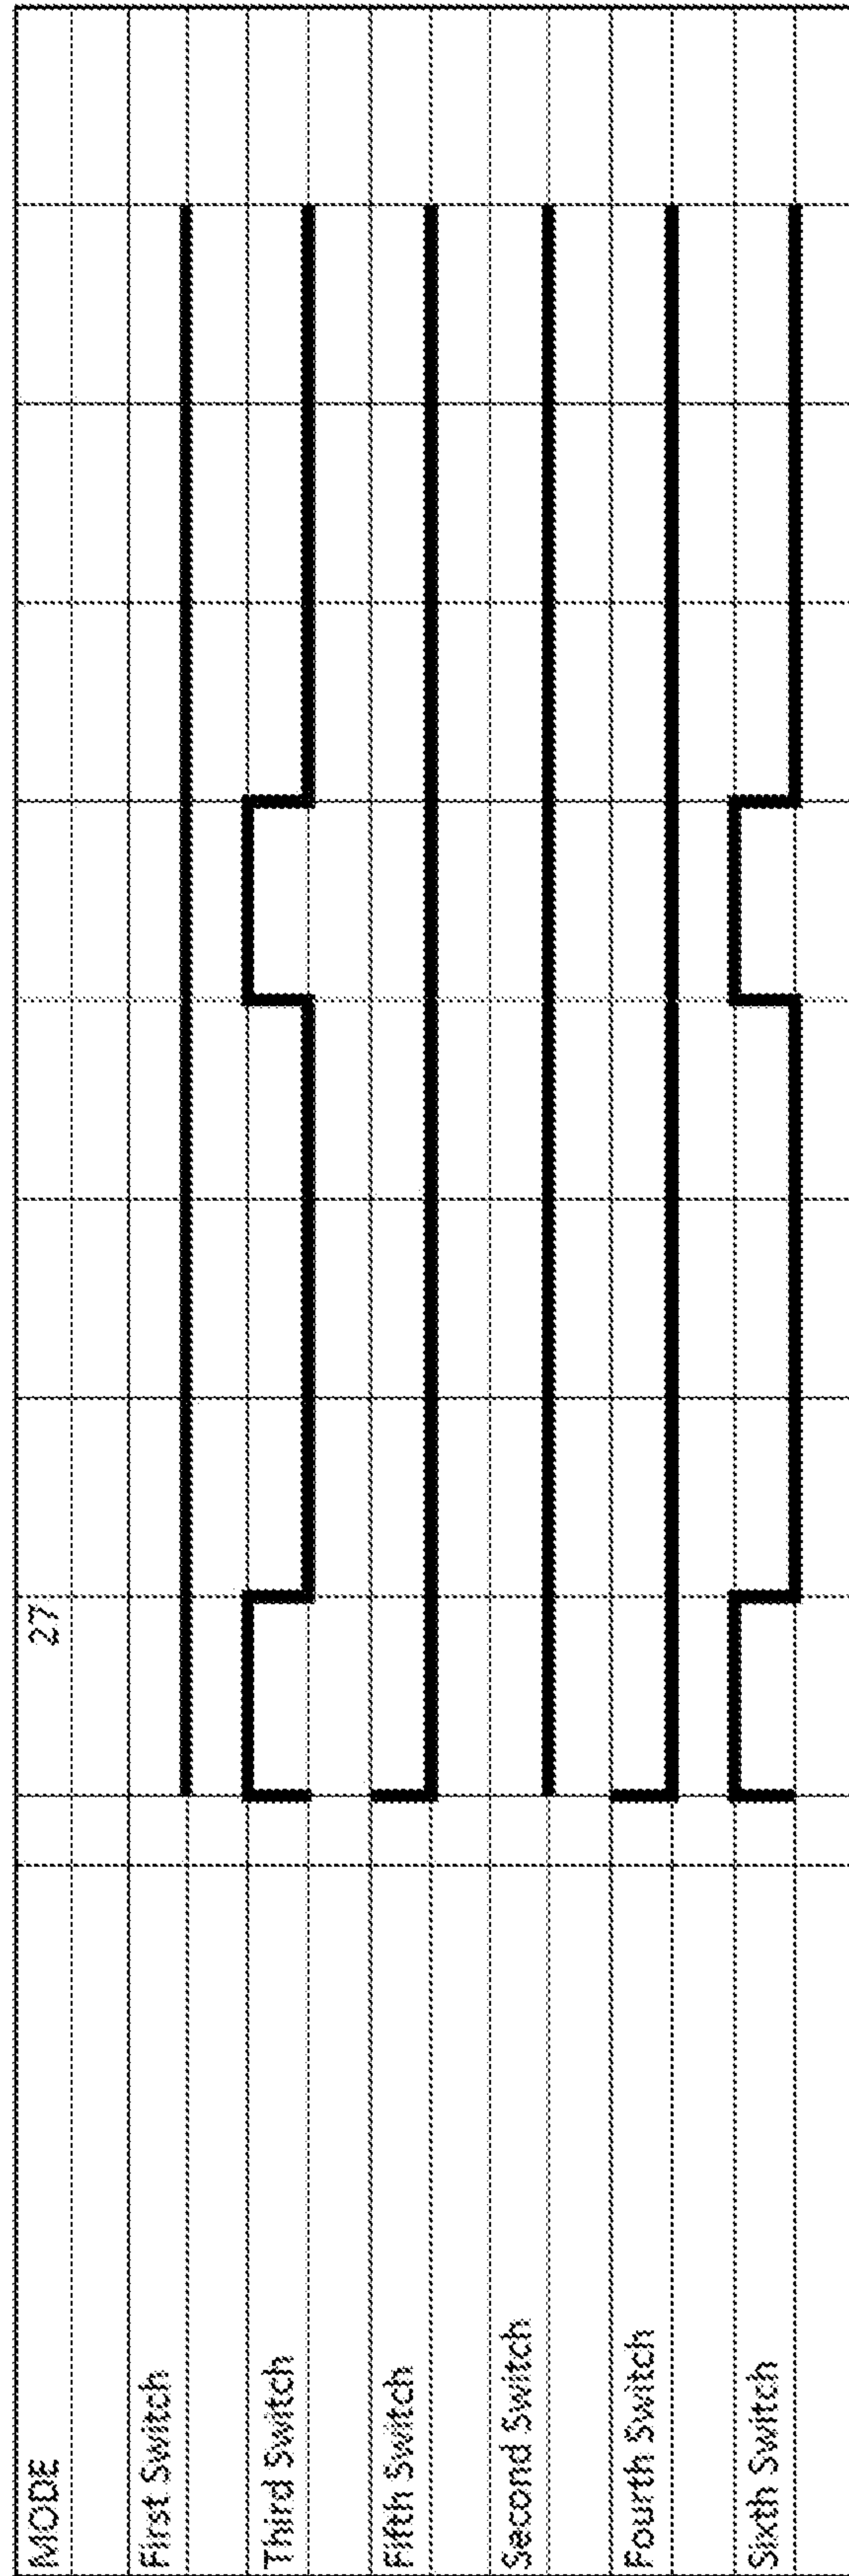 MODE 27
First Switch
Third Switch
Fifth Switch
Second Switch
Fourth Switch
Sixth Switch